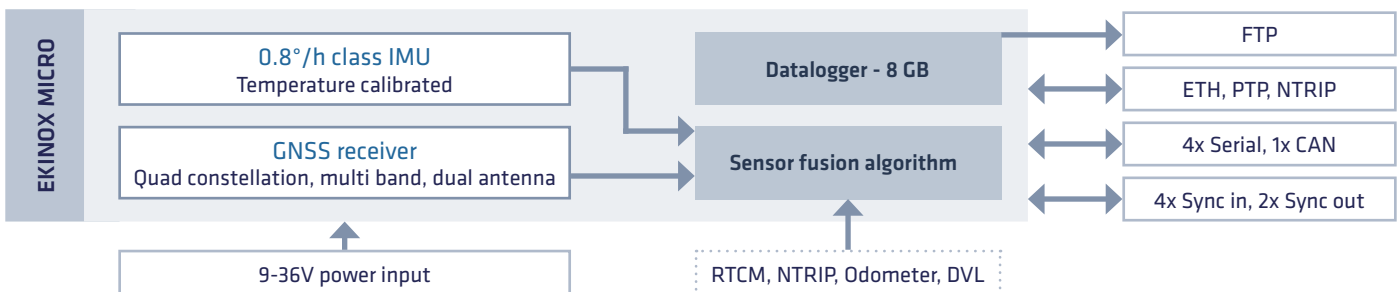 EKINOX MICRO
0.8°/h class IMU
Temperature calibrated
GNSS receiver
Quad constellation, multi band, dual antenna
9-36V power input
Datalogger - 8 GB
Sensor fusion algorithm
RTCM, NTRIP, Odometer, DVL
FTP
ETH, PTP, NTRIP
4x Serial, 1x CAN
4x Sync in, 2x Sync out